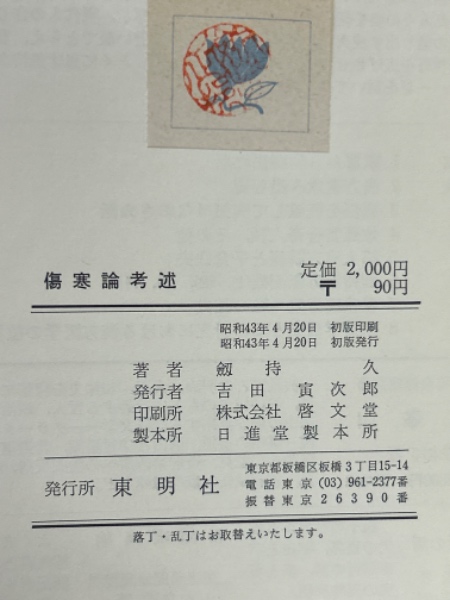 傷寒論考述
定価 2,000円
〒 90円
昭和43年4月20日 初版印刷
昭和43年4月20日 初版発行
著者 劔持久
発行者 吉田寅次郎
印刷所 株式会社 啓文堂
製本所 日進堂製本所
発行所 東明社
東京都板橋区板橋3丁目15-14
電話東京(03)961-2377番
振替東京26390番
落丁・乱丁はお取替えいたします。